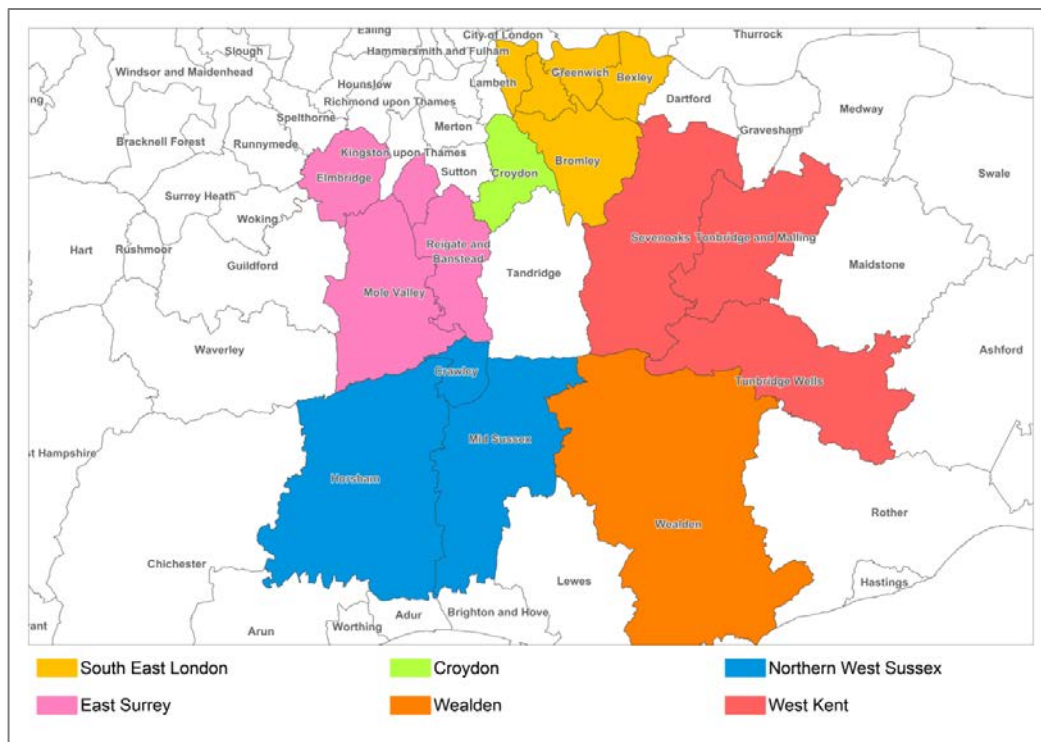 Ealing
City of London
Thurrock
Slough
Hammersmith and Fulham
Windsor and Maidenhead
Greenwich
Bexley
Hounslow
Lambeth
Dartford
Medway
Richmond upon Thames
Spelthorne
Merton
Gravesham
Bracknell Forest
Runnymede
Kingston upon Thames
Bromley
Elmbridge
Sutton
Croydon
Swale
Surrey Heath
Woking
Hart
Rushmoor
Guildford
Reigate and
Banstead
Sevenoaks
Tonbridge and Malling
Tandridge
Maidstone
Mole Valley
Waverley
Ashford
Crawley
Tunbridge Wells
Mid Sussex
st Hampshire
Horsham
Rother
Wealden
Chichester
Lewes
Hastings
Adur
Brighton and Hove
Arun
Worthing
South East London
Croydon
Northern West Sussex
East Surrey
Wealden
West Kent